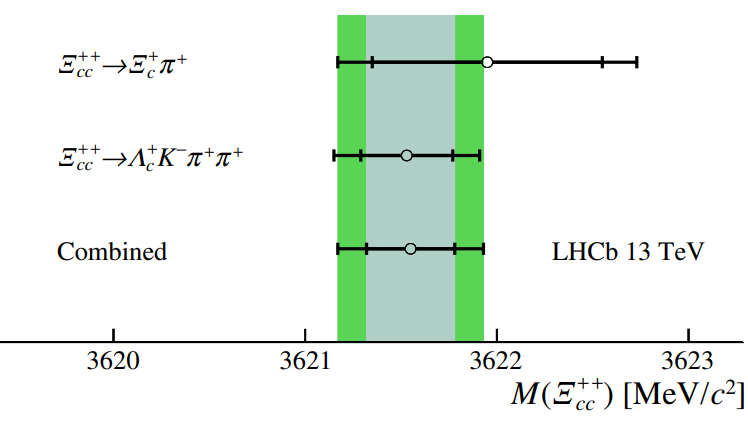 Ξcc++→Ξc+π+
Ξcc++→Λc+K−π+π+
Combined
LHCb 13 TeV
3620 3621 3622 3623
M(Ξcc++) [MeV/c2]